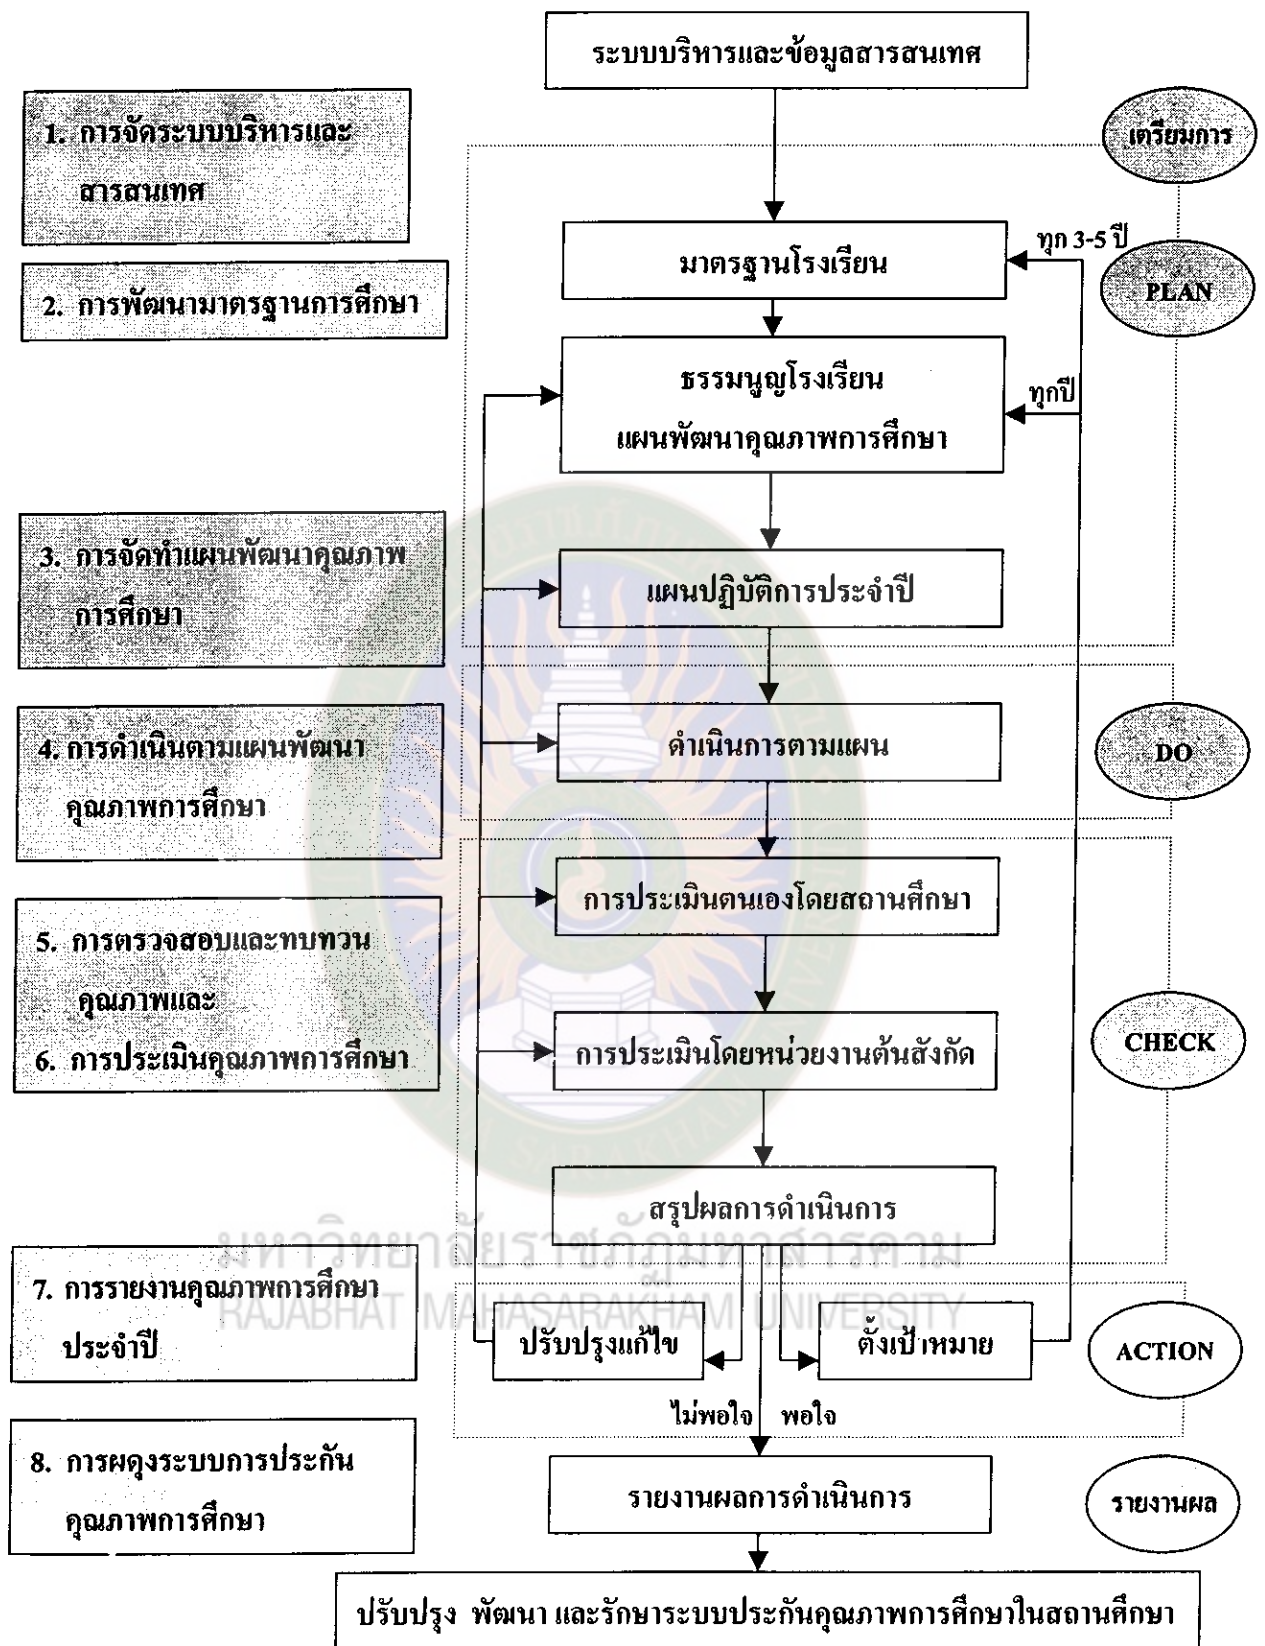 ระบบบริหารและข้อมูลสารสนเทศ
1. การจัดระบบบริหารและ
สารสนเทศ
เตรียมการ
ทุก 3-5 ปี
มาตรฐานโรงเรียน
PLAN
2. การพัฒนามาตรฐานการศึกษา
ธรรมนูญโรงเรียน
ทุกปี
แผนพัฒนาคุณภาพการศึกษา
3. การจัดทำแผนพัฒนาคุณภาพ
การศึกษา
แผนปฏิบัติการประจำปี
4. การดำเนินตามแผนพัฒนา
คุณภาพการศึกษา
ดำเนินการตามแผน
DO
การประเมินตนเองโดยสถานศึกษา
5. การตรวจสอบและทบทวน
คุณภาพและ
6. การประเมินคุณภาพการศึกษา
การประเมินโดยหน่วยงานต้นสังกัด
CHECK
สรุปผลการดำเนินการ
มหาวิทยาลัยราชภัฏมหาสารคาม
RAJABHAT MAHASARAKHAM UNIVERSITY
7. การรายงานคุณภาพการศึกษา
ประจำปี
ปรับปรุงแก้ไข
ตั้งเป้าหมาย
ACTION
ไม่พอใจ
พอใจ
8. การผดุงระบบการประกัน
คุณภาพการศึกษา
รายงานผลการดำเนินการ
รายงานผล
ปรับปรุง พัฒนา และรักษาระบบประกันคุณภาพการศึกษาในสถานศึกษา